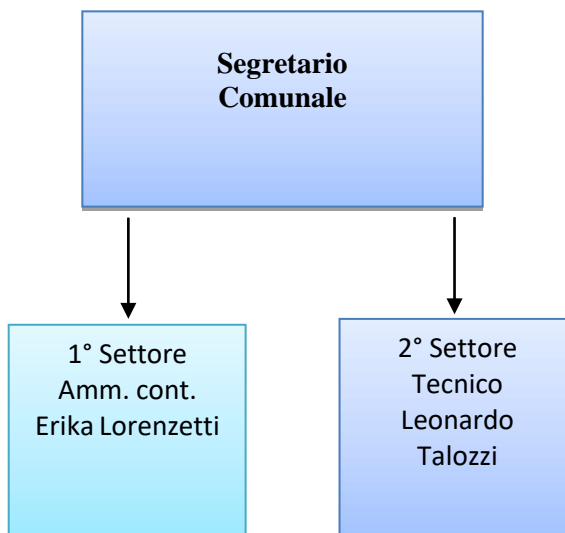 Segretario
Comunale
1° Settore
Amm. cont.
Erika Lorenzetti
2° Settore
Tecnico
Leonardo
Talozzi